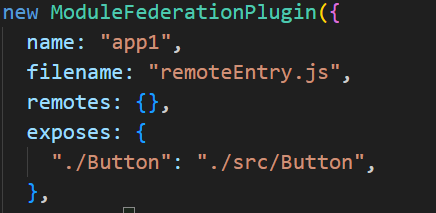 new ModuleFederationPlugin({
  name: "app1",
  filename: "remoteEntry.js",
  remotes: {},
  exposes: {
    "./Button": "./src/Button",
  },